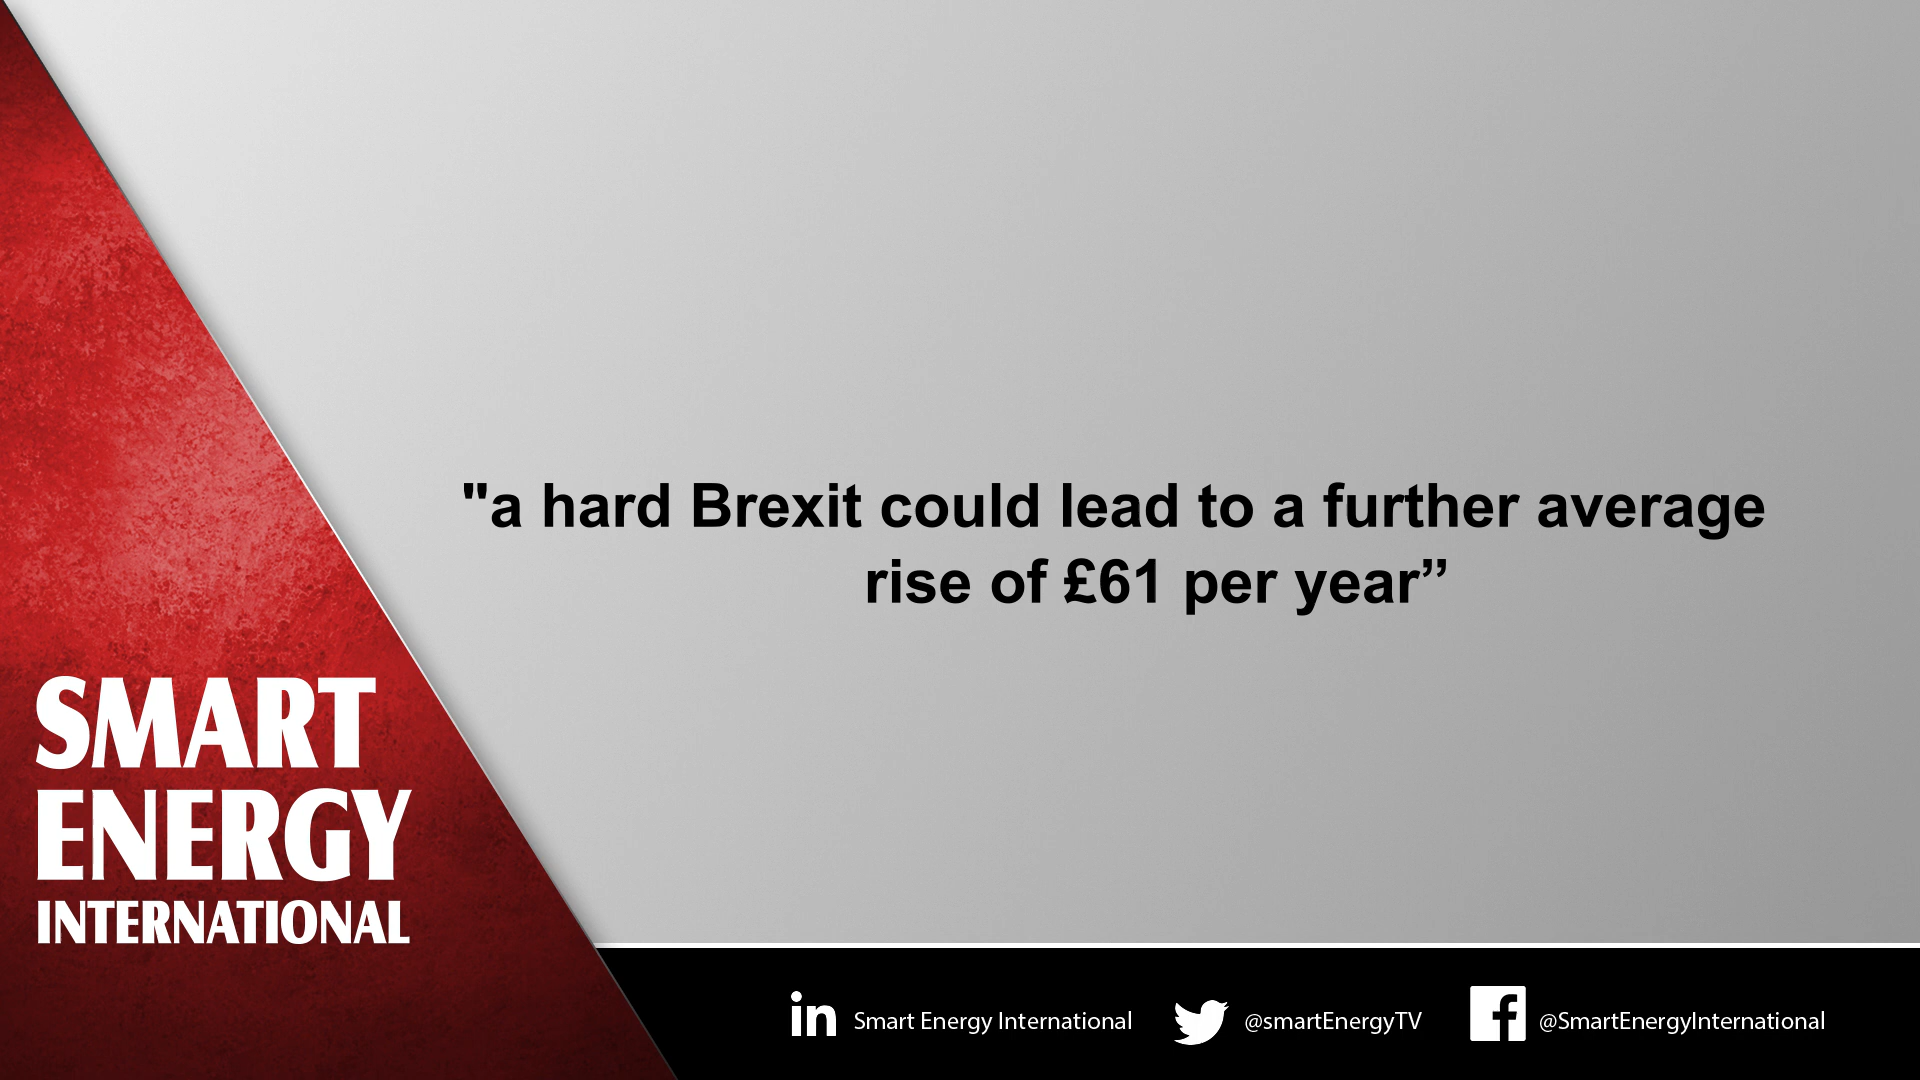 "a hard Brexit could lead to a further average
rise of £61 per year”
SMART
ENERGY
INTERNATIONAL
in Smart Energy International @smartEnergyTV f @SmartEnergyInternational